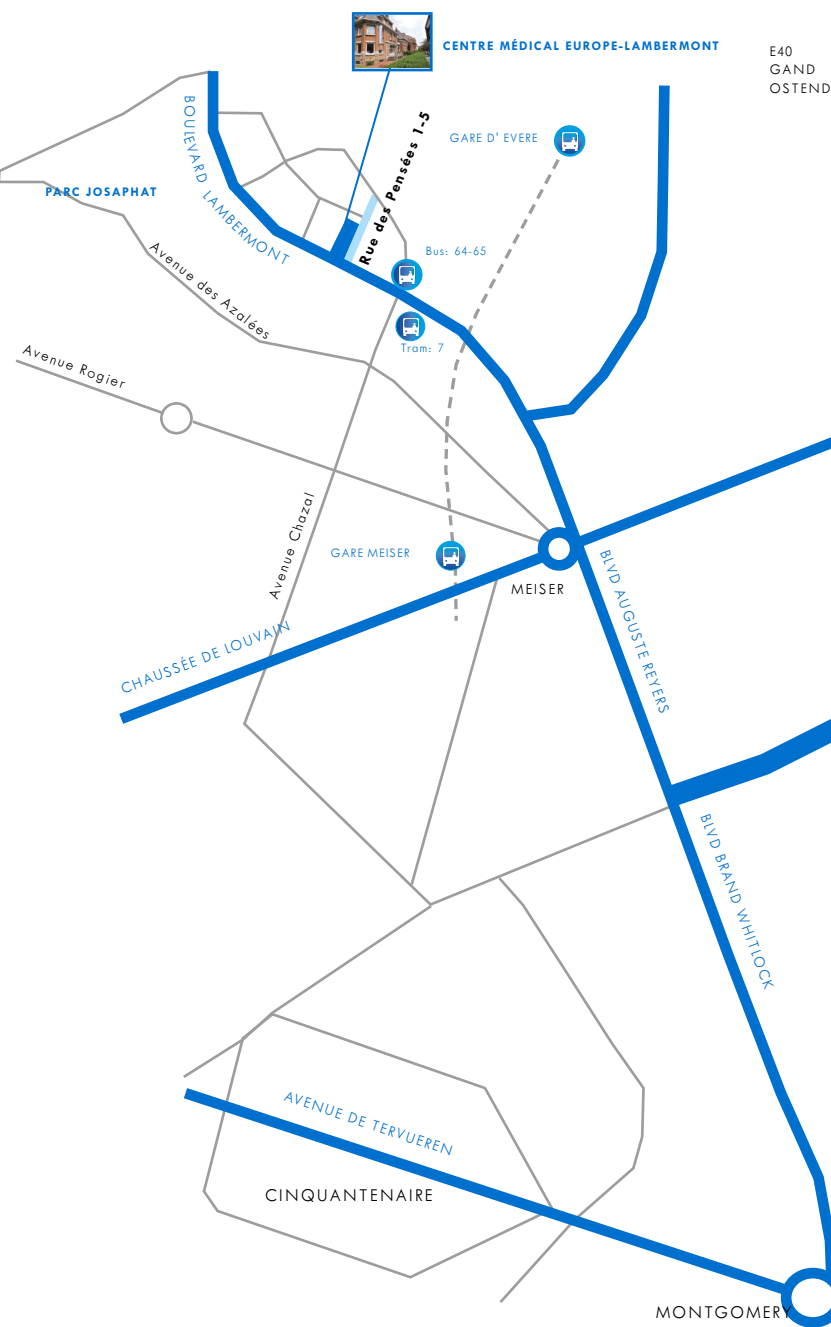 CENTRE MÉDICAL EUROPE-LAMBERMONT
E40
GAND
OSTEND
BOULEVARD LAMBERMONT
Rue des Pensées 1-5
GARE D' EVERE
PARC JOSAPHAT
Bus: 64-65
Avenue des Azalées
Tram: 7
Avenue Rogier
Avenue Chazal
GARE MEISER
MEISER
BLVD AUGUSTE REYERS
CHAUSSÉE DE LOUVAIN
BLVD BRAND WHITLOCK
AVENUE DE TERVUEREN
CINQUANTENAIRE
MONTGOMERY